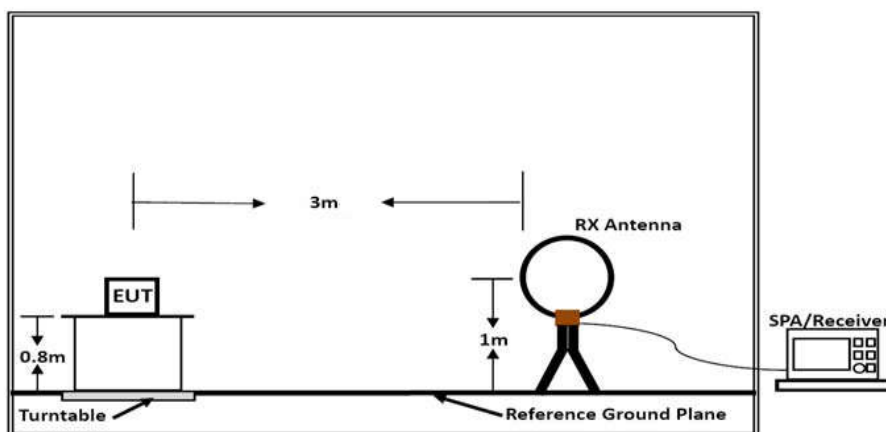 3m
RX Antenna
EUT
SPA/Receiver
0.8m
1m
Turntable
Reference Ground Plane